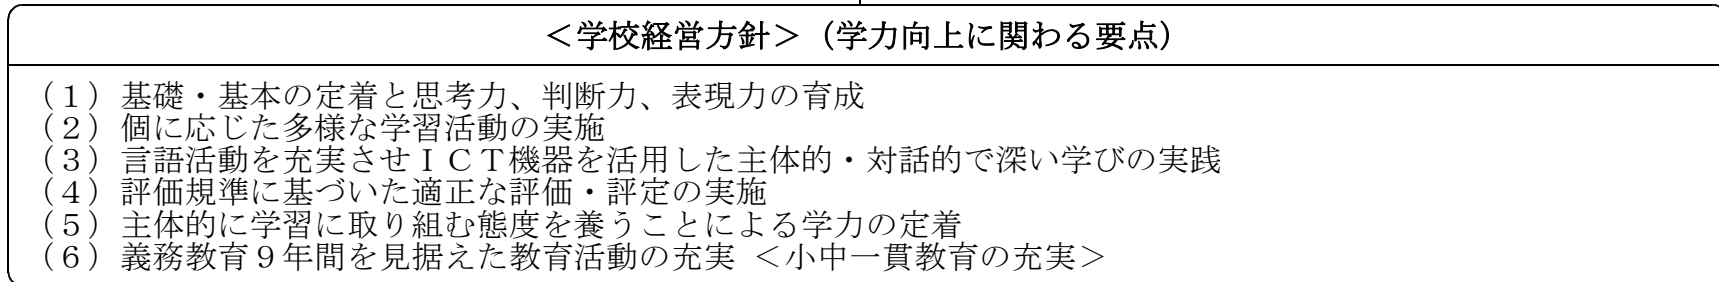 ＜学校経営方針＞（学力向上に関わる要点）
（１）基礎・基本の定着と思考力、判断力、表現力の育成
（２）個に応じた多様な学習活動の実施
（３）言語活動を充実させＩＣＴ機器を活用した主体的・対話的で深い学びの実践
（４）評価規準に基づいた適正な評価・評定の実施
（５）主体的に学習に取り組む態度を養うことによる学力の定着
（６）義務教育９年間を見据えた教育活動の充実 ＜小中一貫教育の充実＞